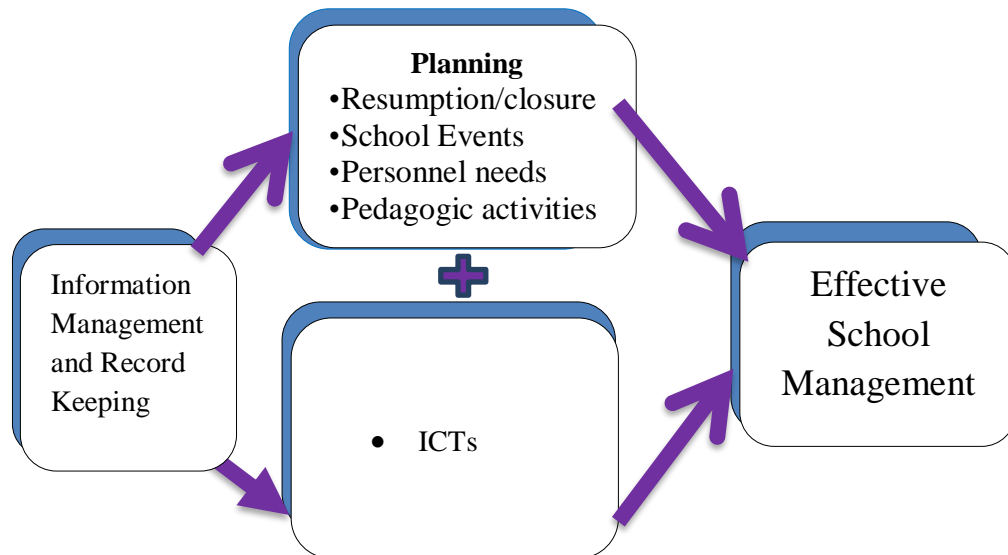 Planning
•Resumption/closure
•School Events
•Personnel needs
•Pedagogic activities
Information
Management
and Record
Keeping
• ICTs
Effective
School
Management